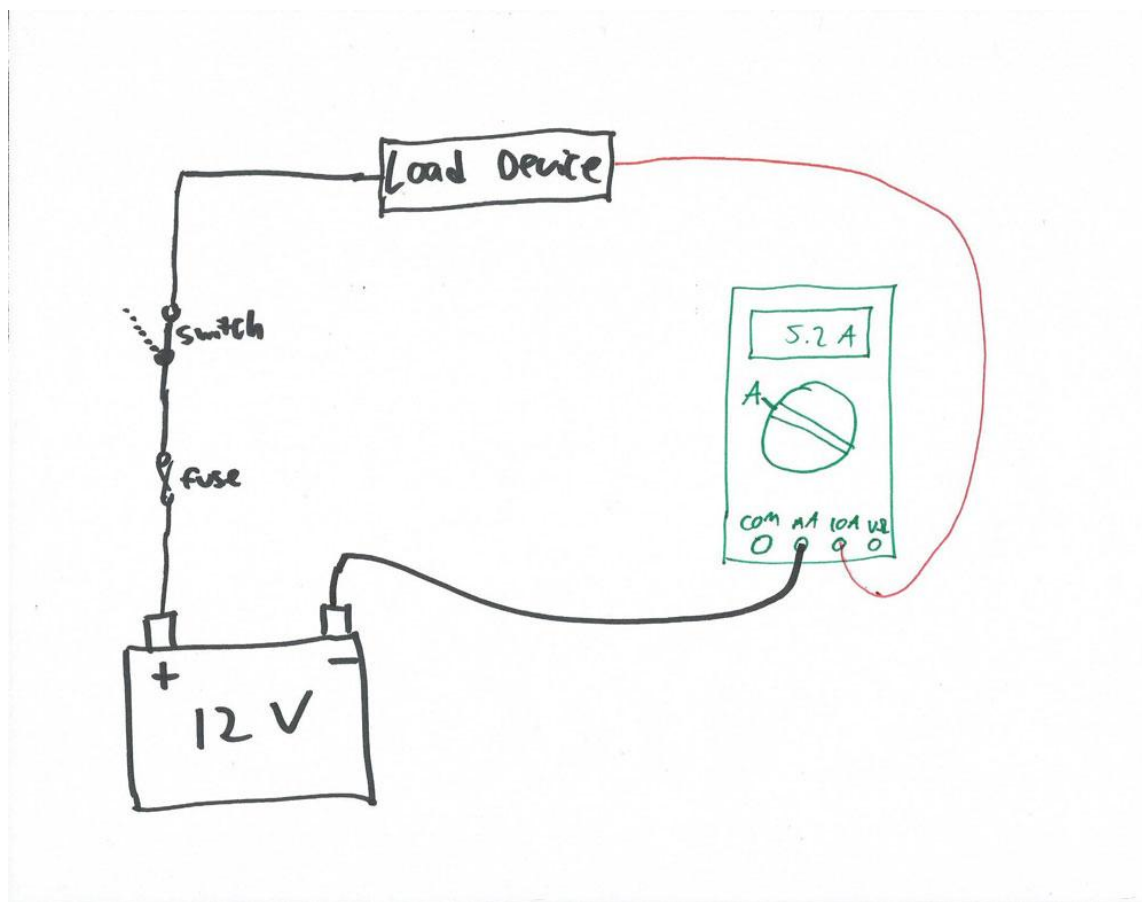 Load Device
switch
5.2 A
A
fuse
COM mA 10A VΩ
+ −
12 V